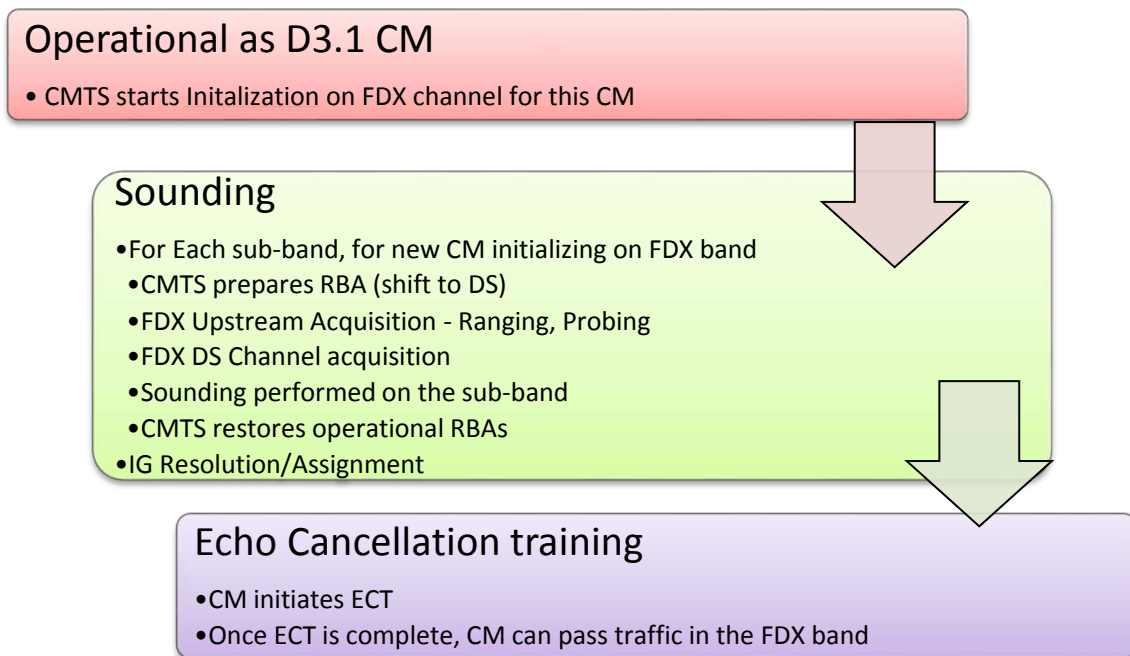 Operational as D3.1 CM
• CMTS starts Initalization on FDX channel for this CM
Sounding
•For Each sub-band, for new CM initializing on FDX band
•CMTS prepares RBA (shift to DS)
•FDX Upstream Acquisition - Ranging, Probing
•FDX DS Channel acquisition
•Sounding performed on the sub-band
•CMTS restores operational RBAs
•IG Resolution/Assignment
Echo Cancellation training
•CM initiates ECT
•Once ECT is complete, CM can pass traffic in the FDX band